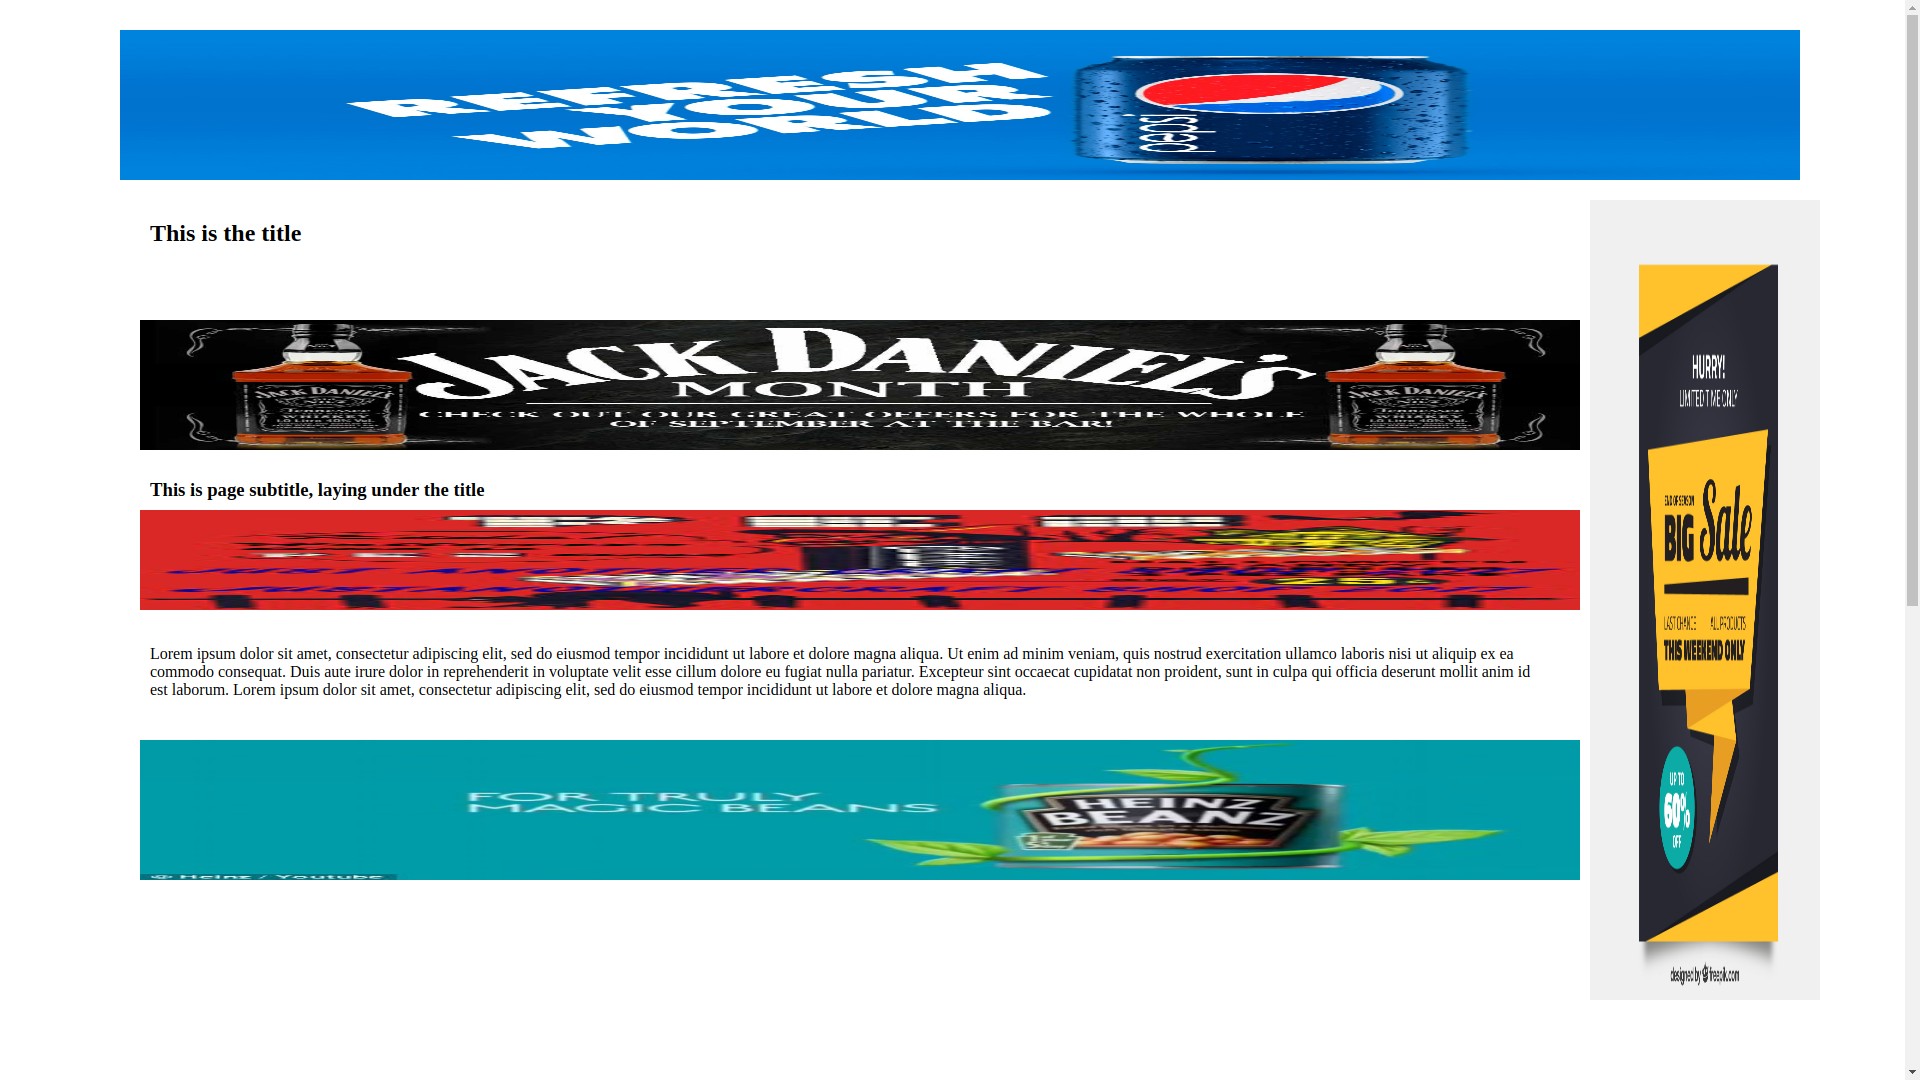 REFRESH
YOUR
WORLD
pepsi
This is the title
JACK DANIEL'S
MONTH
CHECK OUT OUR GREAT OFFERS FOR THE WHOLE
OF SEPTEMBER AT THE BAR!
JACK DANIEL'S
Tennessee
WHISKEY
JACK DANIEL'S
Tennessee
WHISKEY
This is page subtitle, laying under the title
Lorem ipsum dolor sit amet, consectetur adipiscing elit, sed do eiusmod tempor incididunt ut labore et dolore magna aliqua. Ut enim ad minim veniam, quis nostrud exercitation ullamco laboris nisi ut aliquip ex ea
commodo consequat. Duis aute irure dolor in reprehenderit in voluptate velit esse cillum dolore eu fugiat nulla pariatur. Excepteur sint occaecat cupidatat non proident, sunt in culpa qui officia deserunt mollit anim id
est laborum. Lorem ipsum dolor sit amet, consectetur adipiscing elit, sed do eiusmod tempor incididunt ut labore et dolore magna aliqua.
FOR TRULY
MAGIC BEANS
HEINZ
BEANZ
© Heinz / Youtube
HURRY!
LIMITED TIME ONLY
END OF SEASON
BIG Sale
LAST CHANCE ALL PRODUCTS
THIS WEEKEND ONLY
UP TO
60%
OFF
designed by freepik.com